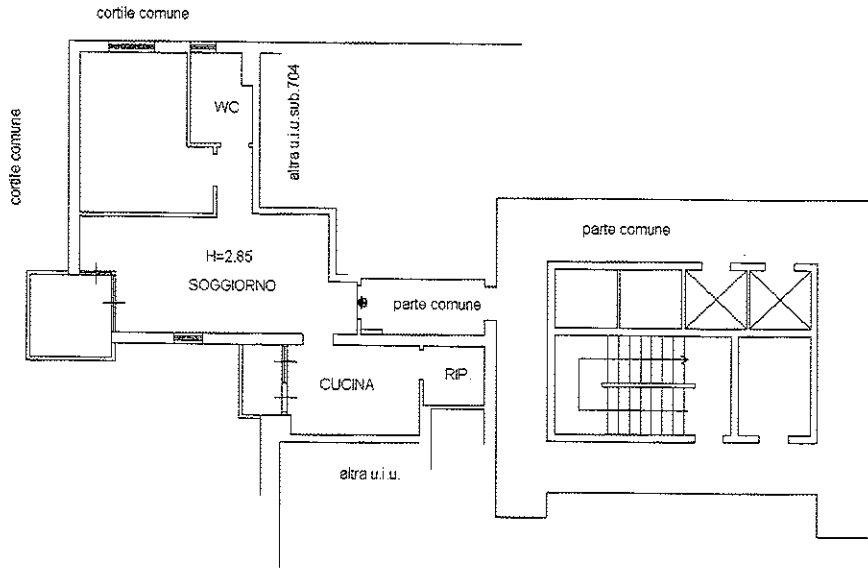 cortile comune
cortile comune
WC
altra u.i.u.sub.704
parte comune
H=2.85
SOGGIORNO
parte comune
CUCINA
RIP.
altra u.i.u.